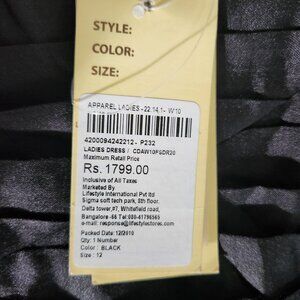 STYLE:
COLOR:
SIZE:
APPAREL LADIES -22.14.1- W/10
4200094242212 - P232
LADIES DRESS / CDAW10FSDR20
Maximum Retail Price
Rs. 1799.00
Inclusive of All Taxes
Marketed By
Lifestyle International Pvt ltd
Sigma soft tech park, 8th floor,
Delta tower,#7, Whitefield road,
Bangalore -66 Tel 080-41796565
e-mail: response@lifestylestores.com
Packed Date: 12/2010
Qty: 1 Number
Color : BLACK
Size : 12